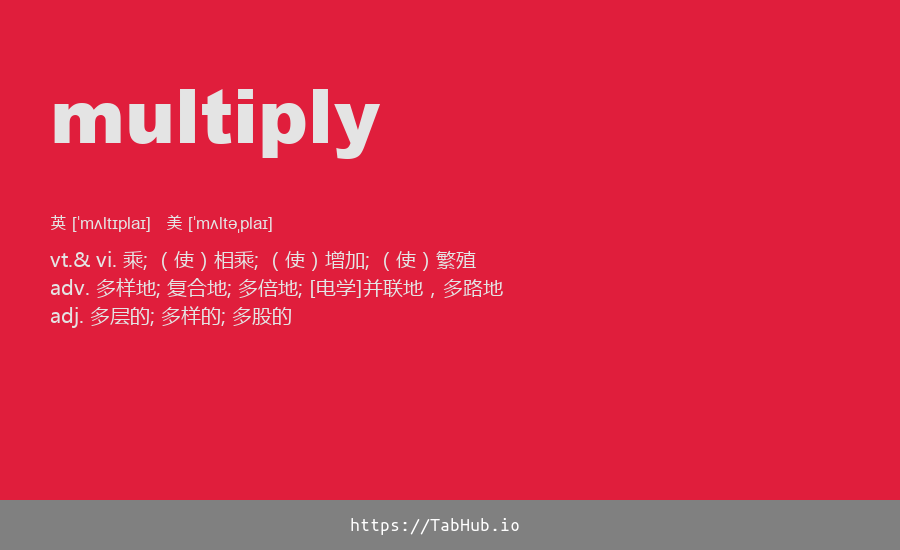 multiply
英 [ˈmʌltɪplaɪ] 美 [ˈmʌltəˌplaɪ]
vt.& vi. 乘; （使）相乘; （使）增加; （使）繁殖
adv. 多样地; 复合地; 多倍地; [电学]并联地，多路地
adj. 多层的; 多样的; 多股的
https://TabHub.io